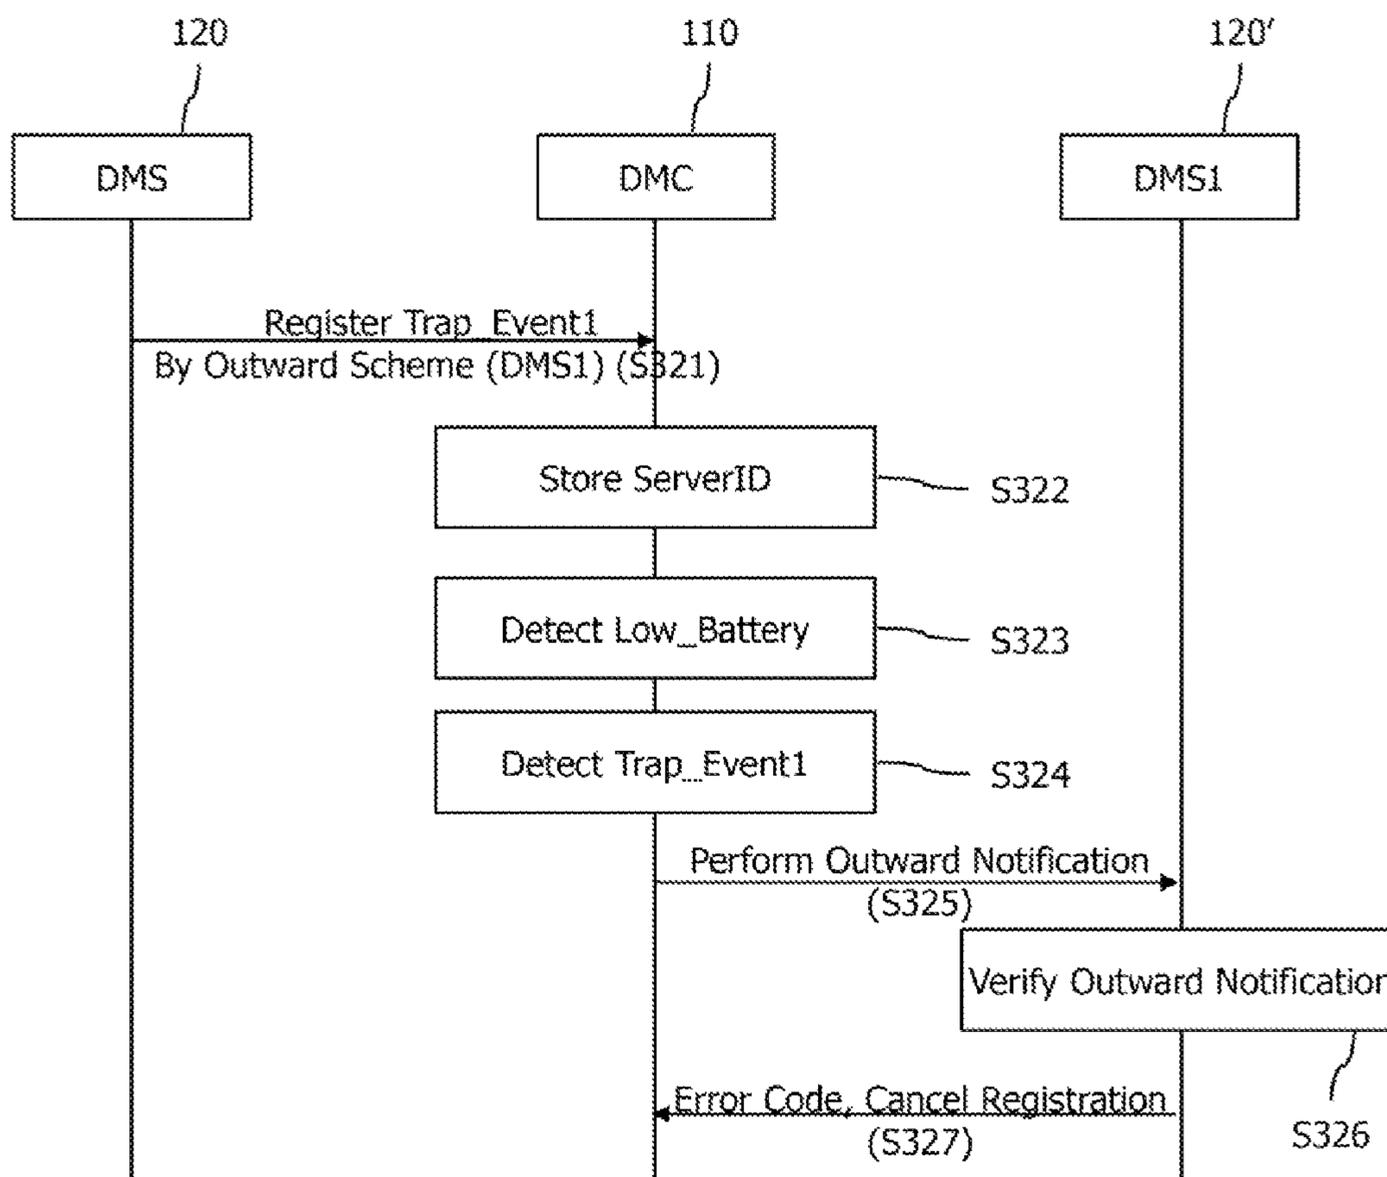 120
110
120′
DMS
DMC
DMS1
Register Trap_Event1
By Outward Scheme (DMS1) (S321)
Store ServerID
S322
Detect Low_Battery
S323
Detect Trap_Event1
S324
Perform Outward Notification
(S325)
Verify Outward Notification
S326
Error Code, Cancel Registration
(S327)